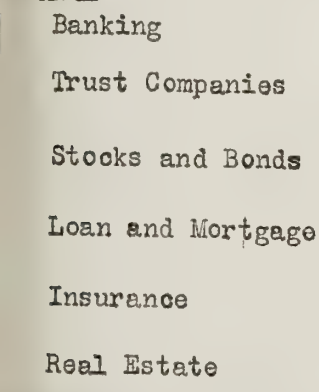 Banking
Trust Companies
Stocks and Bonds
Loan and Mortgage
Insurance
Real Estate